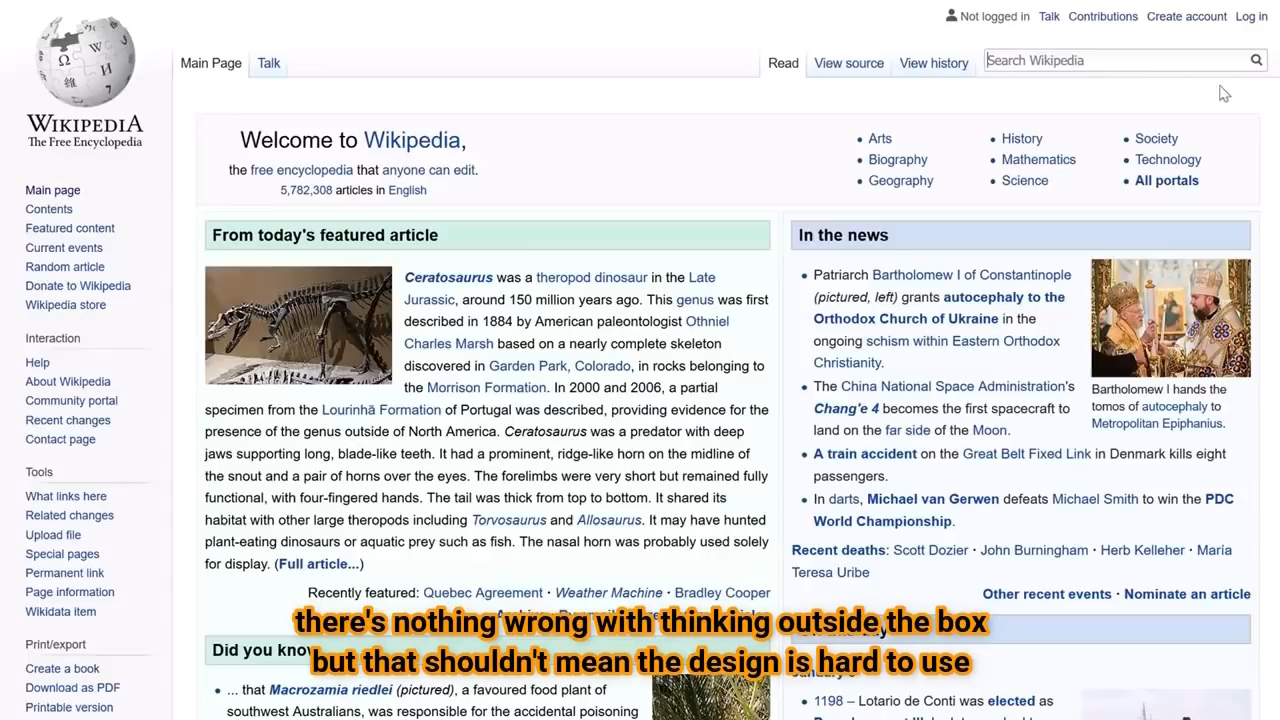 Not logged in Talk Contributions Create account Log in
Main Page Talk Read View source View history Search Wikipedia
WIKIPEDIA
The Free Encyclopedia
Main page
Contents
Featured content
Current events
Random article
Donate to Wikipedia
Wikipedia store
Interaction
Help
About Wikipedia
Community portal
Recent changes
Contact page
Tools
What links here
Related changes
Upload file
Special pages
Permanent link
Page information
Wikidata item
Print/export
Create a book
Download as PDF
Printable version
Welcome to Wikipedia,
the free encyclopedia that anyone can edit.
5,782,308 articles in English
• Arts
• Biography
• Geography
• History
• Mathematics
• Science
• Society
• Technology
• All portals
From today's featured article
Ceratosaurus was a theropod dinosaur in the Late
Jurassic, around 150 million years ago. This genus was first
described in 1884 by American paleontologist Othniel
Charles Marsh based on a nearly complete skeleton
discovered in Garden Park, Colorado, in rocks belonging to
the Morrison Formation. In 2000 and 2006, a partial
specimen from the Lourinhã Formation of Portugal was described, providing evidence for the
presence of the genus outside of North America. Ceratosaurus was a predator with deep
jaws supporting long, blade-like teeth. It had a prominent, ridge-like horn on the midline of
the snout and a pair of horns over the eyes. The forelimbs were very short but remained fully
functional, with four-fingered hands. The tail was thick from top to bottom. It shared its
habitat with other large theropods including Torvosaurus and Allosaurus. It may have hunted
plant-eating dinosaurs or aquatic prey such as fish. The nasal horn was probably used solely
for display. (Full article...)
Recently featured: Quebec Agreement · Weather Machine · Bradley Cooper
Did you know
• ... that Macrozamia riedlei (pictured), a favoured food plant of
southwest Australians, was responsible for the accidental poisoning
In the news
• Patriarch Bartholomew I of Constantinople
(pictured, left) grants autocephaly to the
Orthodox Church of Ukraine in the
ongoing schism within Eastern Orthodox
Christianity.
• The China National Space Administration's
Chang'e 4 becomes the first spacecraft to
land on the far side of the Moon.
• A train accident on the Great Belt Fixed Link in Denmark kills eight
passengers.
• In darts, Michael van Gerwen defeats Michael Smith to win the PDC
World Championship.
Bartholomew I hands the
tomos of autocephaly to
Metropolitan Epiphanius.
Recent deaths: Scott Dozier · John Burningham · Herb Kelleher · María
Teresa Uribe
Other recent events · Nominate an article
• 1198 – Lotario de Conti was elected as
there's nothing wrong with thinking outside the box
but that shouldn't mean the design is hard to use